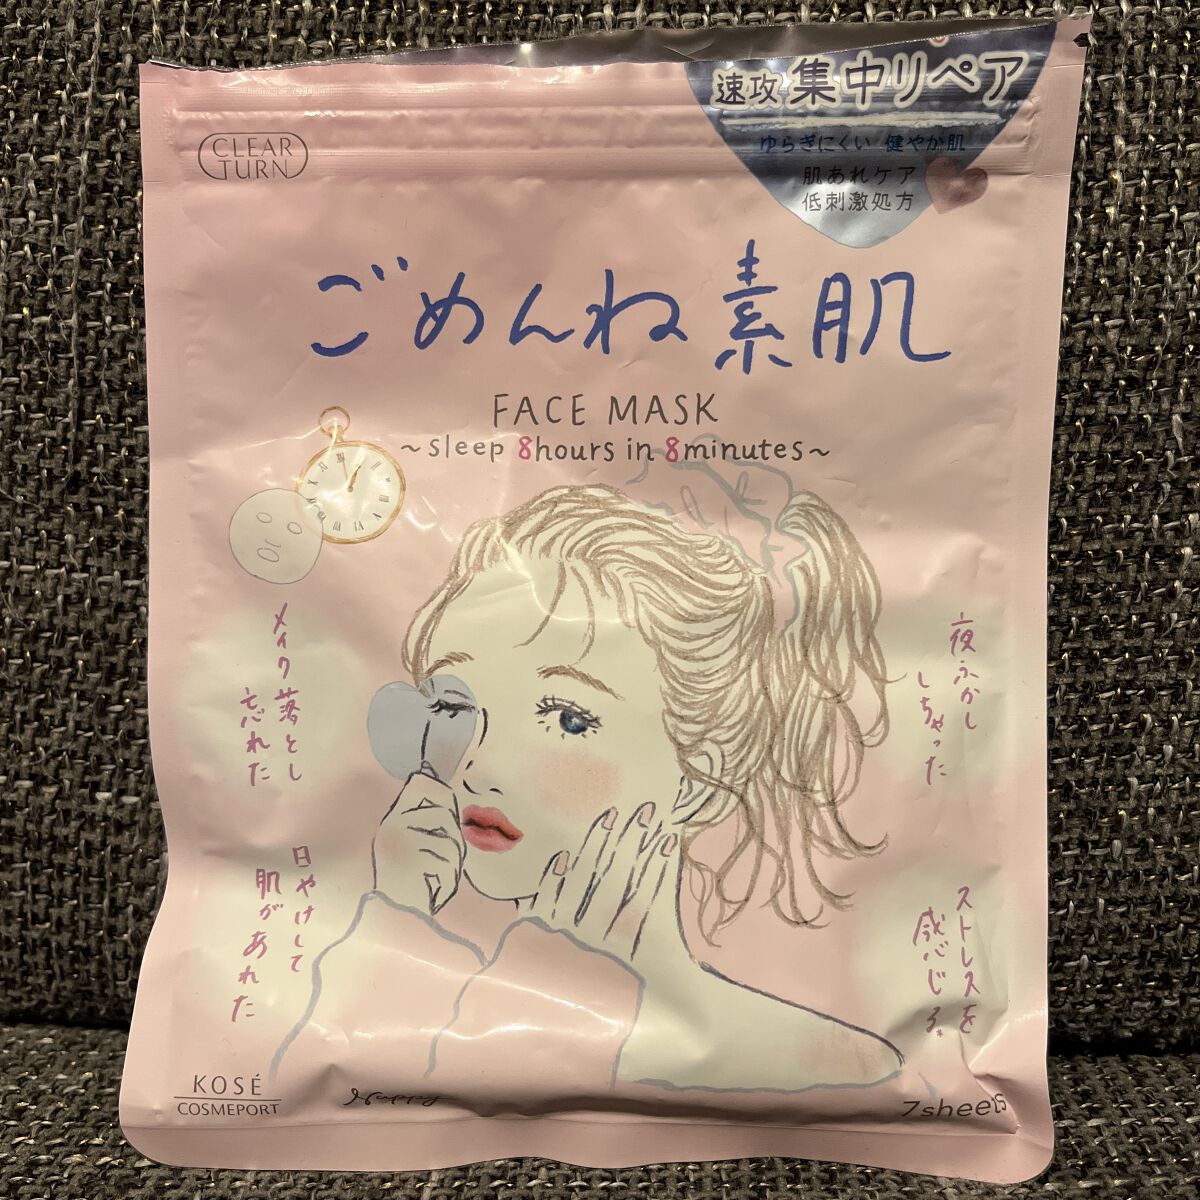 CLEAR
TURN
速攻 集中リペア
ゆらぎにくい 健やか肌
肌あれケア
低刺激処方
ごめんね素肌
FACE MASK
~sleep 8hours in 8minutes~
メイク落とし
忘れた
夜ふかし
しちゃった
日やけして
肌があれた
ストレスを
感じる。
KOSÉ
COSMEPORT
Happy
7sheets